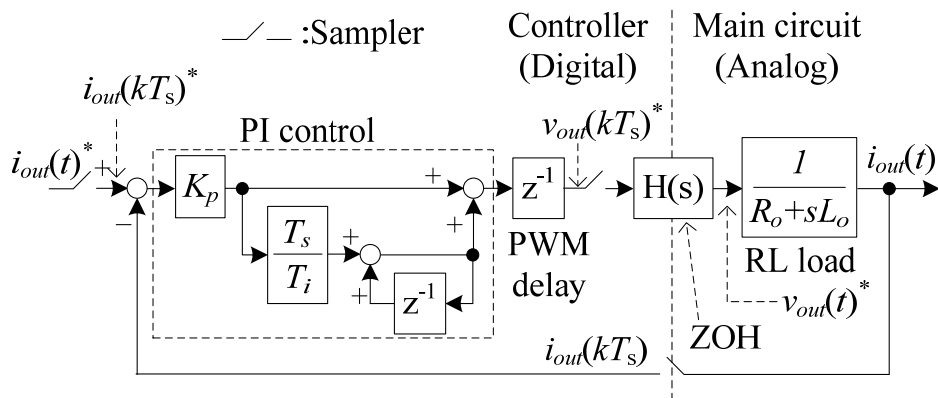 :Sampler
Controller
(Digital)
Main circuit
(Analog)
i_out(kT_s)*
PI control
v_out(kT_s)*
i_out(t)*
+
−
K_p
+
+
z⁻¹
H(s)
1
R_o+sL_o
i_out(t)
T_s
T_i
+
+
z⁻¹
PWM
delay
RL load
v_out(t)*
ZOH
i_out(kT_s)